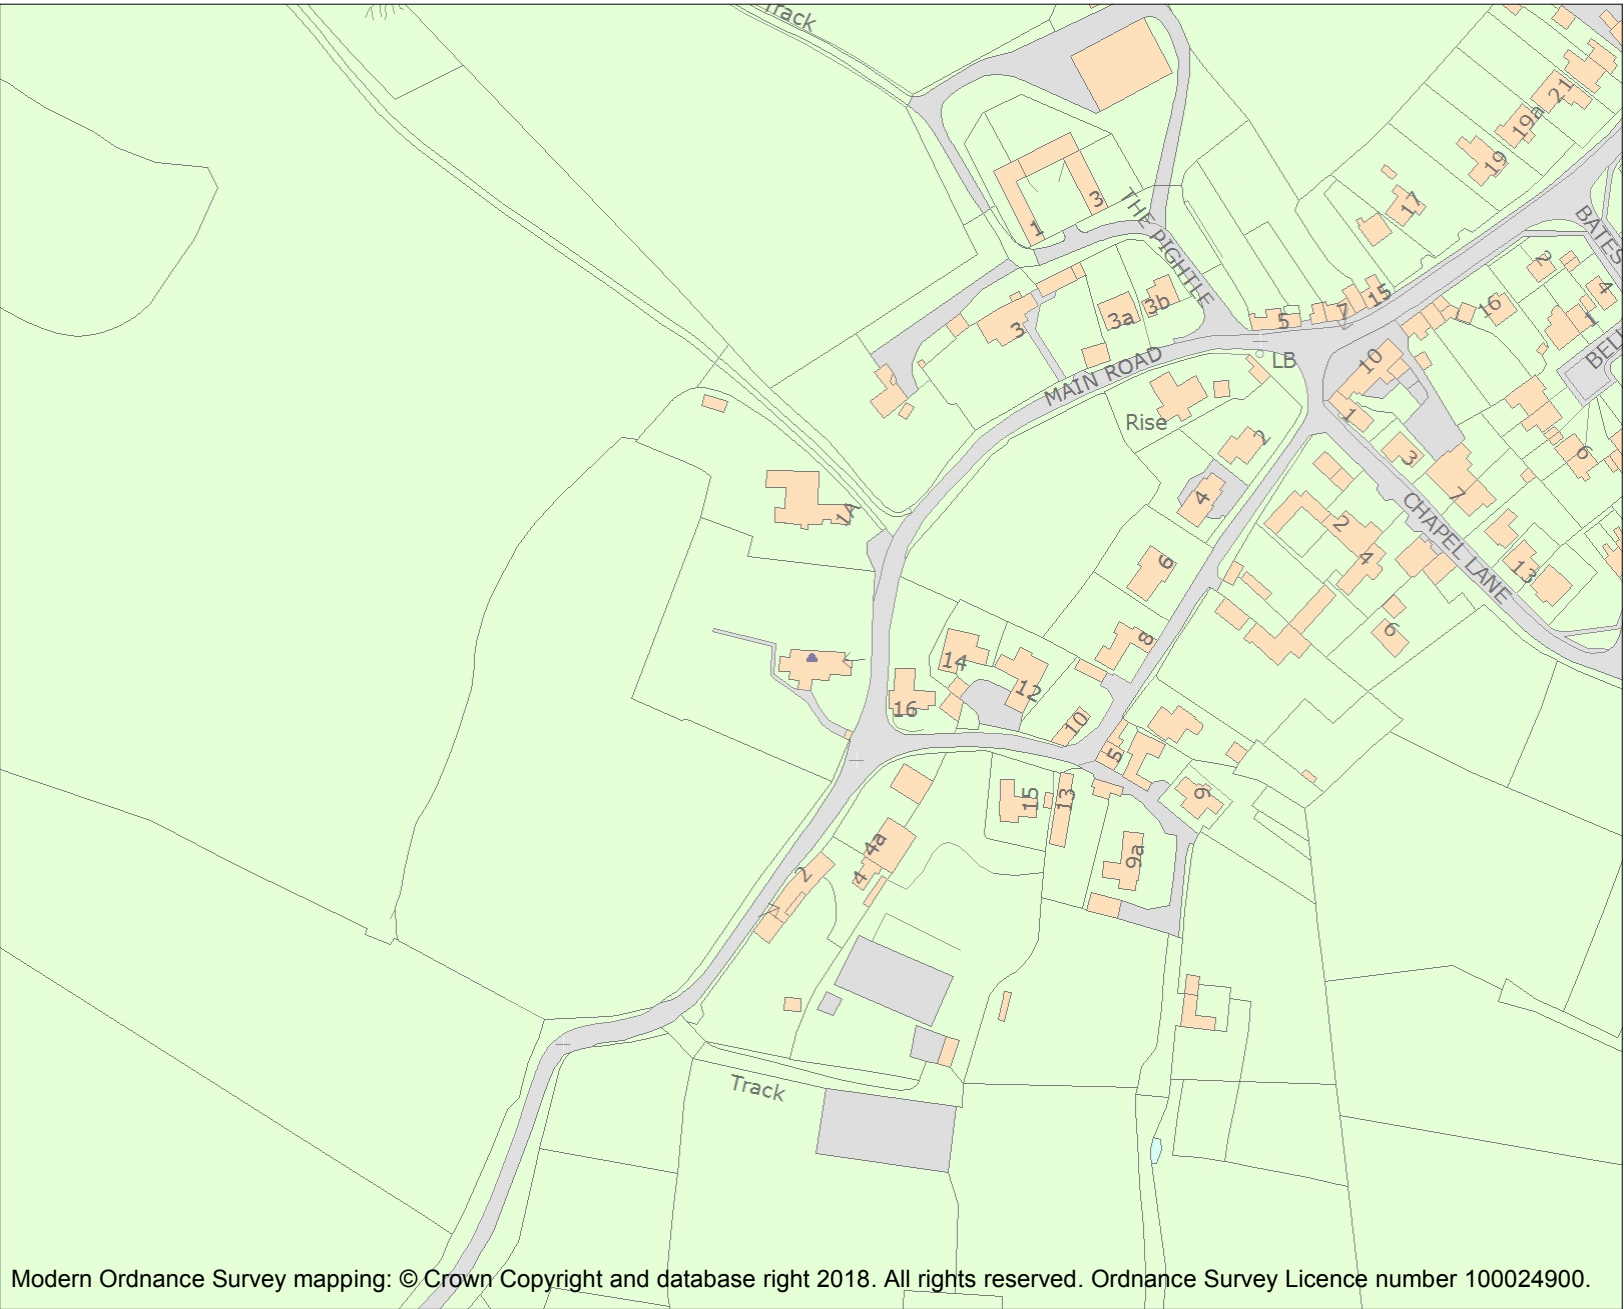 Track
21
19a
19
17
3
1
THE PIGHTLE
BATES
2
4
1
BEL
16
15
7
5
3a
3b
3
MAIN ROAD
LB
10
1
Rise
2
3
6
4
7
CHAPEL LANE
2
4
1A
13
6
6
8
14
12
16
10
5
9
15
13
4a
9a
2
4
Track
Modern Ordnance Survey mapping: © Crown Copyright and database right 2018. All rights reserved. Ordnance Survey Licence number 100024900.